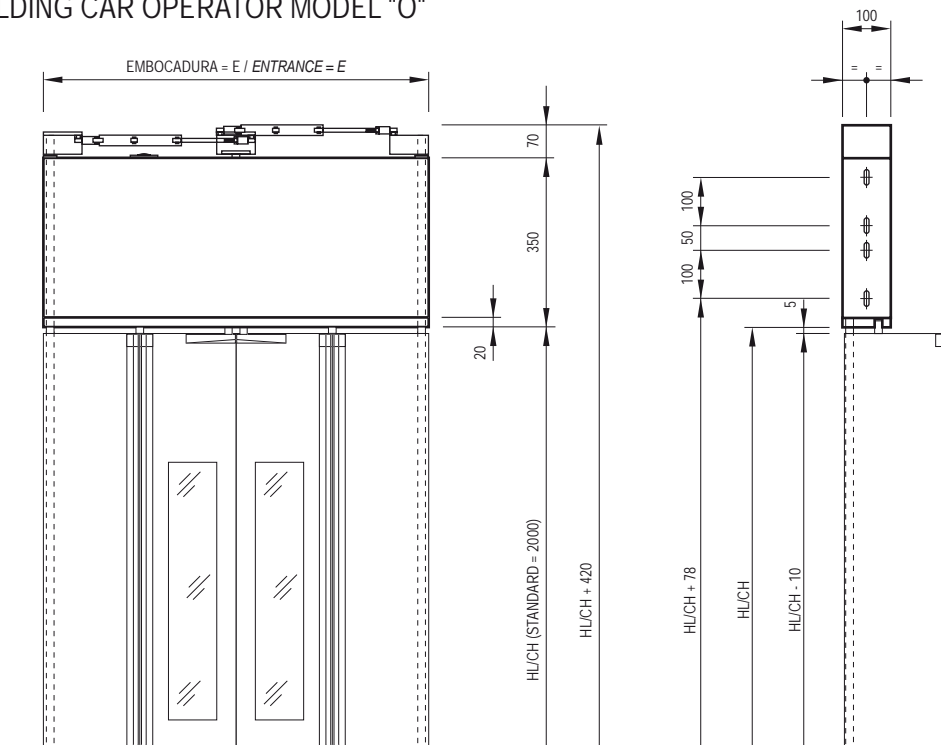 LDING CAR OPERATOR MODEL "O"
100
EMBOCADURA = E / ENTRANCE = E
= =
70
350
20
100
50
100
5
HL/CH (STANDARD = 2000)
HL/CH + 420
HL/CH + 78
HL/CH
HL/CH - 10